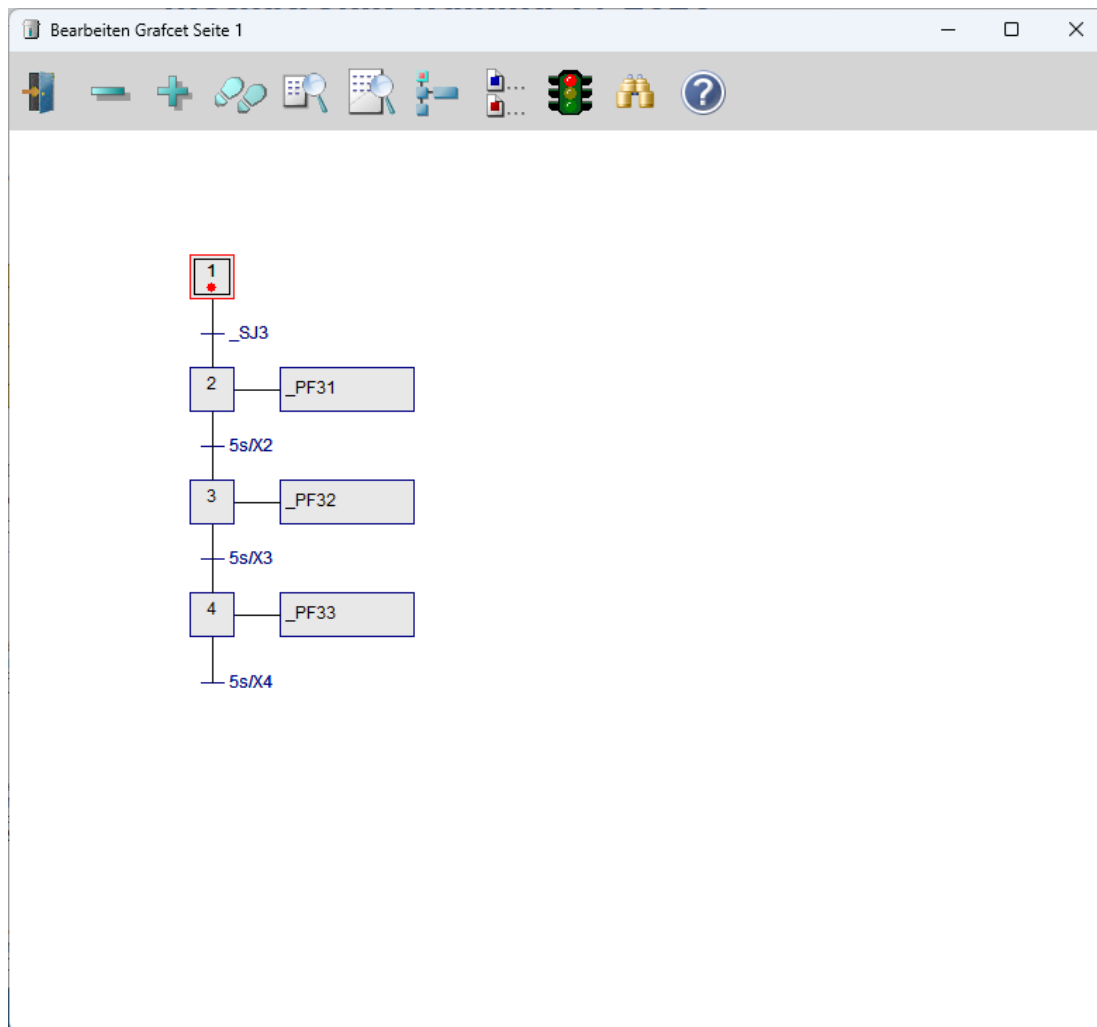 Bearbeiten Grafcet Seite 1
1
_SJ3
2 _PF31
5s/X2
3 _PF32
5s/X3
4 _PF33
5s/X4